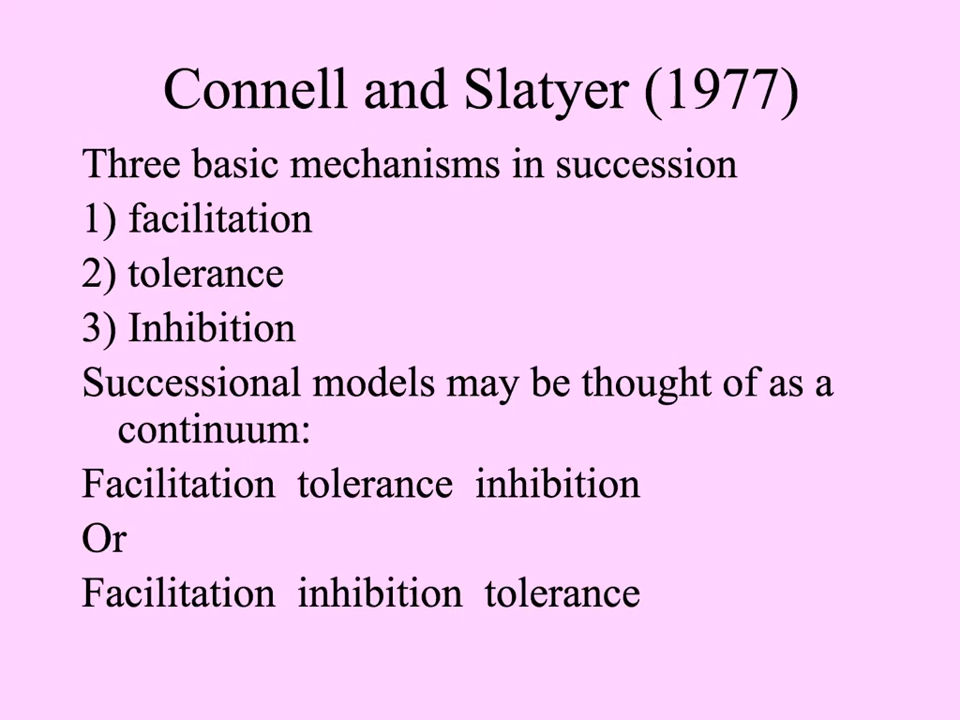 Connell and Slatyer (1977)
Three basic mechanisms in succession
1) facilitation
2) tolerance
3) Inhibition
Successional models may be thought of as a
continuum:
Facilitation tolerance inhibition
Or
Facilitation inhibition tolerance